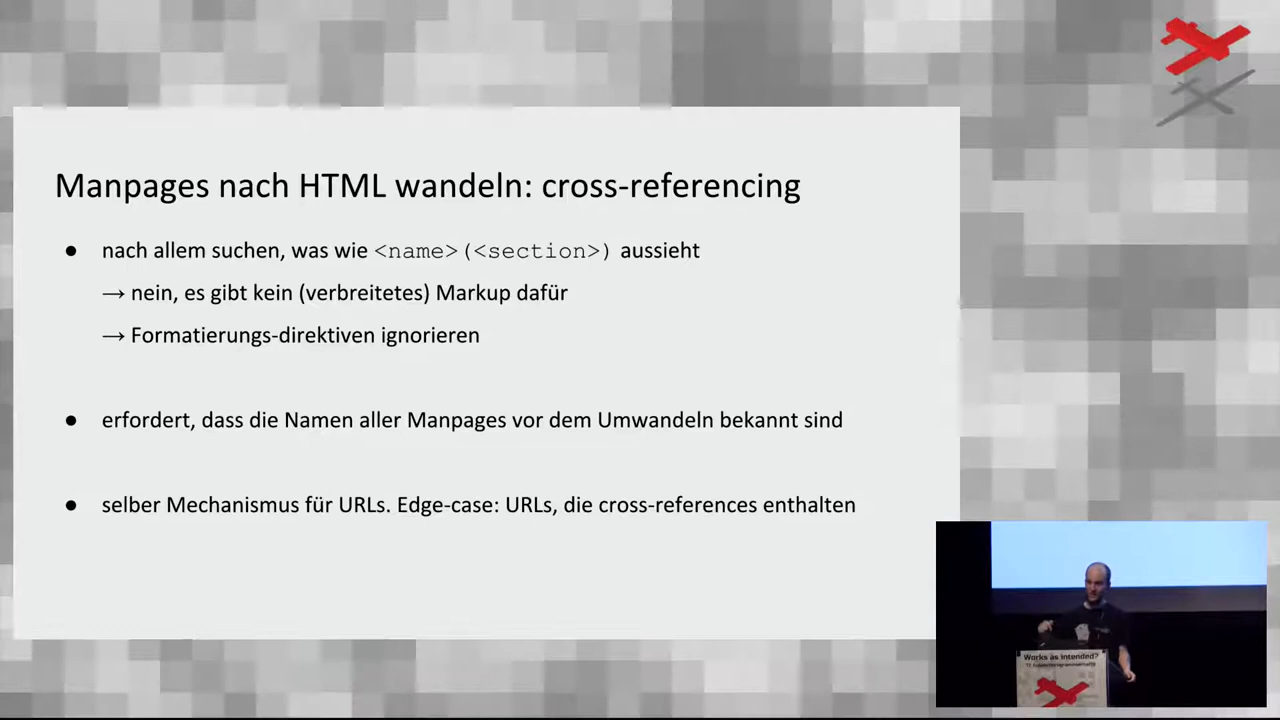 Manpages nach HTML wandeln: cross-referencing
● nach allem suchen, was wie <name>(<section>) aussieht
→ nein, es gibt kein (verbreitetes) Markup dafür
→ Formatierungs-direktiven ignorieren
● erfordert, dass die Namen aller Manpages vor dem Umwandeln bekannt sind
● selber Mechanismus für URLs. Edge-case: URLs, die cross-references enthalten
Works as intended?